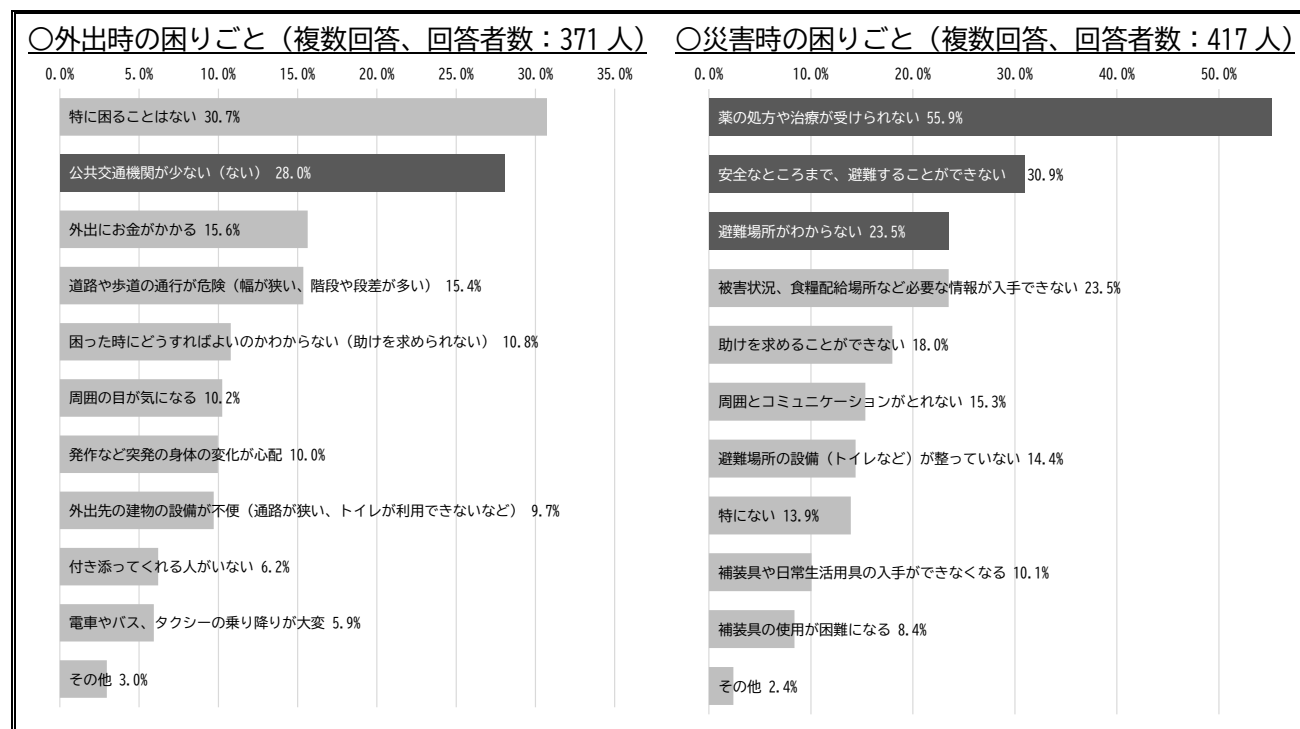 ○外出時の困りごと（複数回答、回答者数：371 人）
0.0% 5.0% 10.0% 15.0% 20.0% 25.0% 30.0% 35.0%
特に困ることはない 30.7%
公共交通機関が少ない（ない） 28.0%
外出にお金がかかる 15.6%
道路や歩道の通行が危険（幅が狭い、階段や段差が多い） 15.4%
困った時にどうすればよいのかわからない（助けを求められない） 10.8%
周囲の目が気になる 10.2%
発作など突発の身体の変化が心配 10.0%
外出先の建物の設備が不便（通路が狭い、トイレが利用できないなど） 9.7%
付き添ってくれる人がいない 6.2%
電車やバス、タクシーの乗り降りが大変 5.9%
その他 3.0%
○災害時の困りごと（複数回答、回答者数：417 人）
0.0% 10.0% 20.0% 30.0% 40.0% 50.0%
薬の処方や治療が受けられない 55.9%
安全なところまで、避難することができない 30.9%
避難場所がわからない 23.5%
被害状況、食糧配給場所など必要な情報が入手できない 23.5%
助けを求めることができない 18.0%
周囲とコミュニケーションがとれない 15.3%
避難場所の設備（トイレなど）が整っていない 14.4%
特にない 13.9%
補装具や日常生活用具の入手ができなくなる 10.1%
補装具の使用が困難になる 8.4%
その他 2.4%